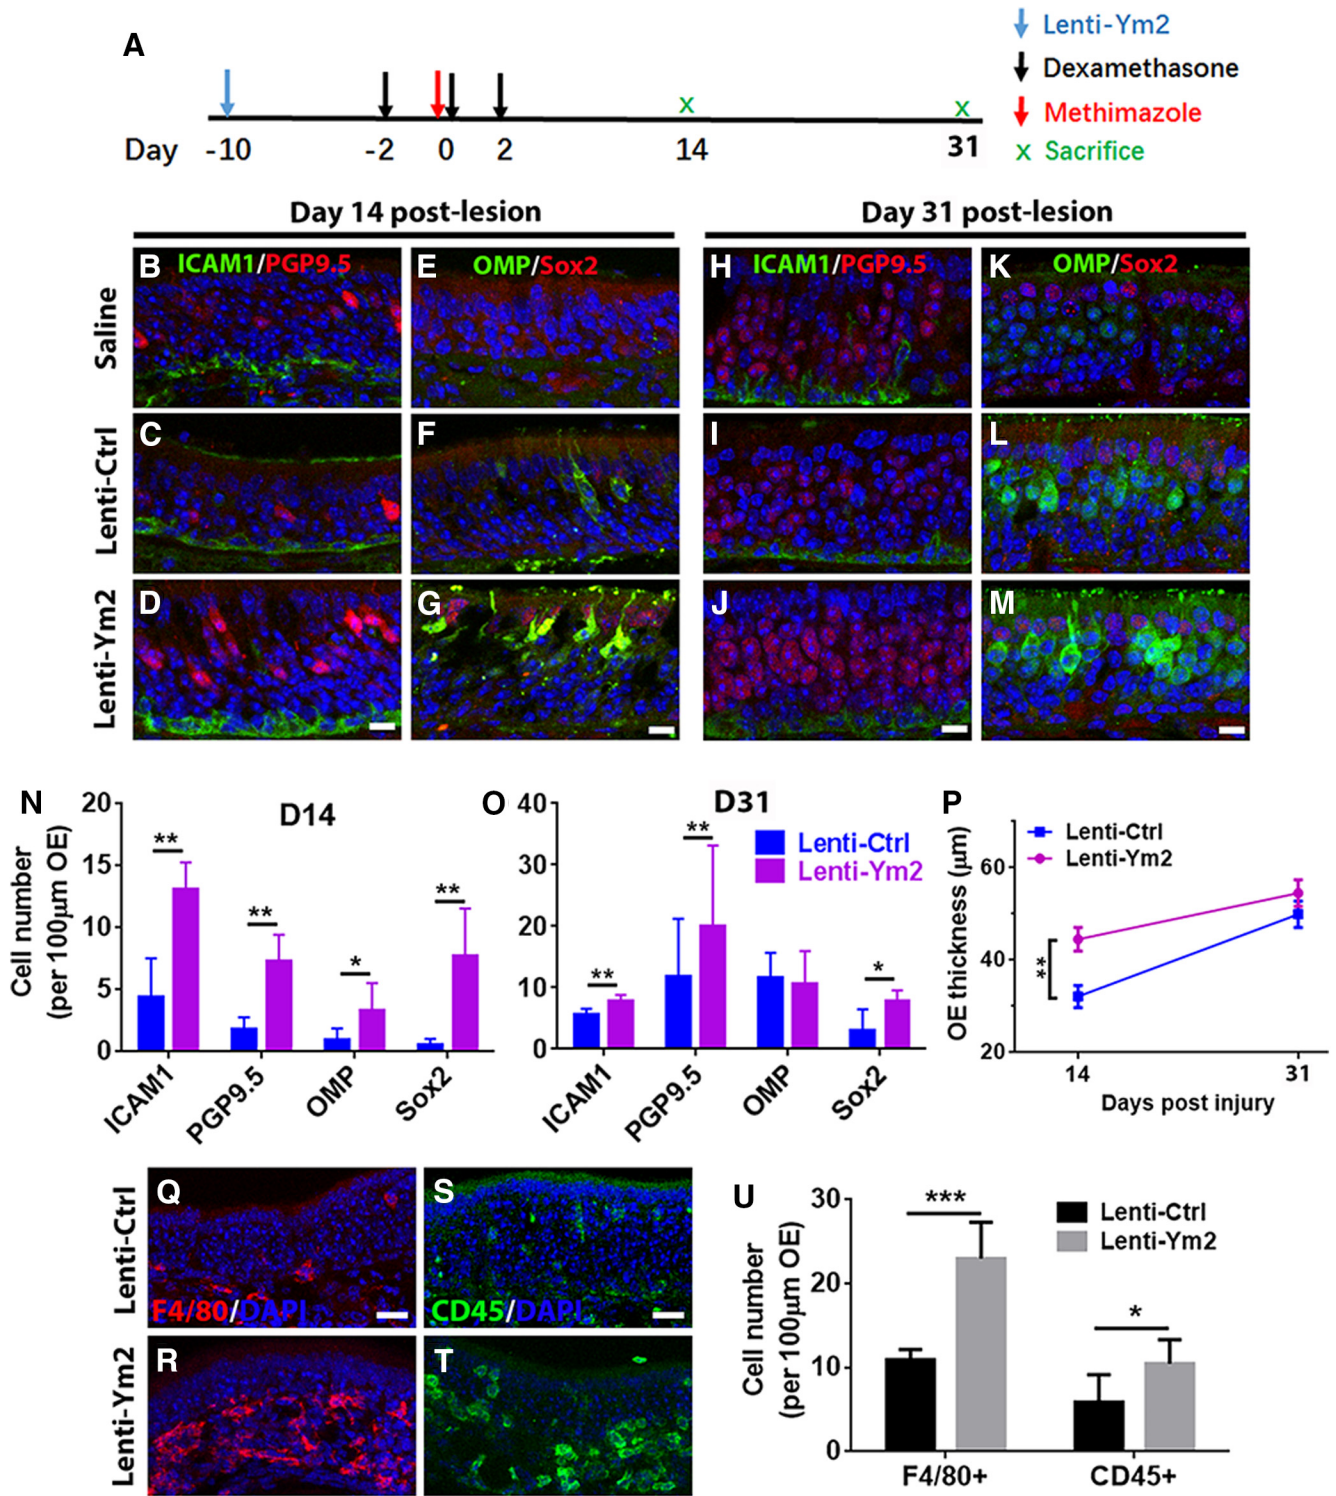 A
Lenti-Ym2
Dexamethasone
Methimazole
x Sacrifice
x x
Day -10 -2 0 2 14 31
Day 14 post-lesion Day 31 post-lesion
Saline
B ICAM1/PGP9.5
E OMP/Sox2
H ICAM1/PGP9.5
K OMP/Sox2
Lenti-Ctrl
C F I L
Lenti-Ym2
D G J M
N
D14
Cell number
(per 100μm OE)
20
15
10
5
0
** ** * **
ICAM1 PGP9.5 OMP Sox2
O
D31
40
30
20
10
0
** ** *
Lenti-Ctrl
Lenti-Ym2
ICAM1 PGP9.5 OMP Sox2
P
Lenti-Ctrl
Lenti-Ym2
OE thickness (μm)
60
40
20
**
14 31
Days post injury
Lenti-Ctrl
Q
F4/80/DAPI
S
CD45/DAPI
Lenti-Ym2
R T
U
Cell number
(per 100μm OE)
30
20
10
0
*** *
Lenti-Ctrl
Lenti-Ym2
F4/80+ CD45+